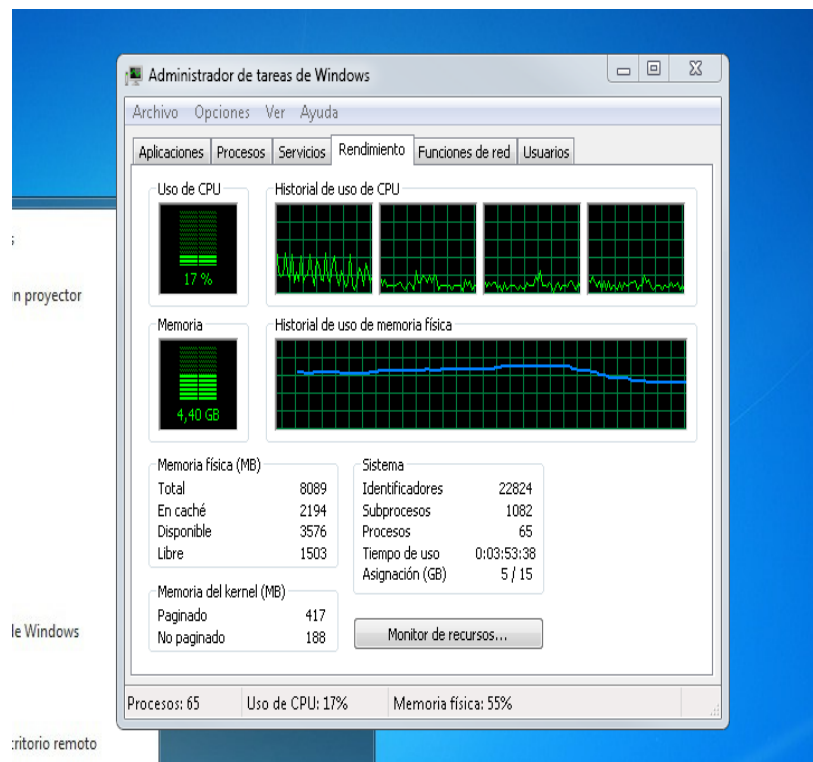 Administrador de tareas de Windows
Archivo Opciones Ver Ayuda
Aplicaciones Procesos Servicios Rendimiento Funciones de red Usuarios
Uso de CPU Historial de uso de CPU
17 %
Memoria Historial de uso de memoria física
4,40 GB
Memoria física (MB)
Total 8089
En caché 2194
Disponible 3576
Libre 1503
Memoria del kernel (MB)
Paginado 417
No paginado 188
Sistema
Identificadores 22824
Subprocesos 1082
Procesos 65
Tiempo de uso 0:03:53:38
Asignación (GB) 5 / 15
Monitor de recursos...
Procesos: 65 Uso de CPU: 17% Memoria física: 55%
n proyector
de Windows
critorio remoto